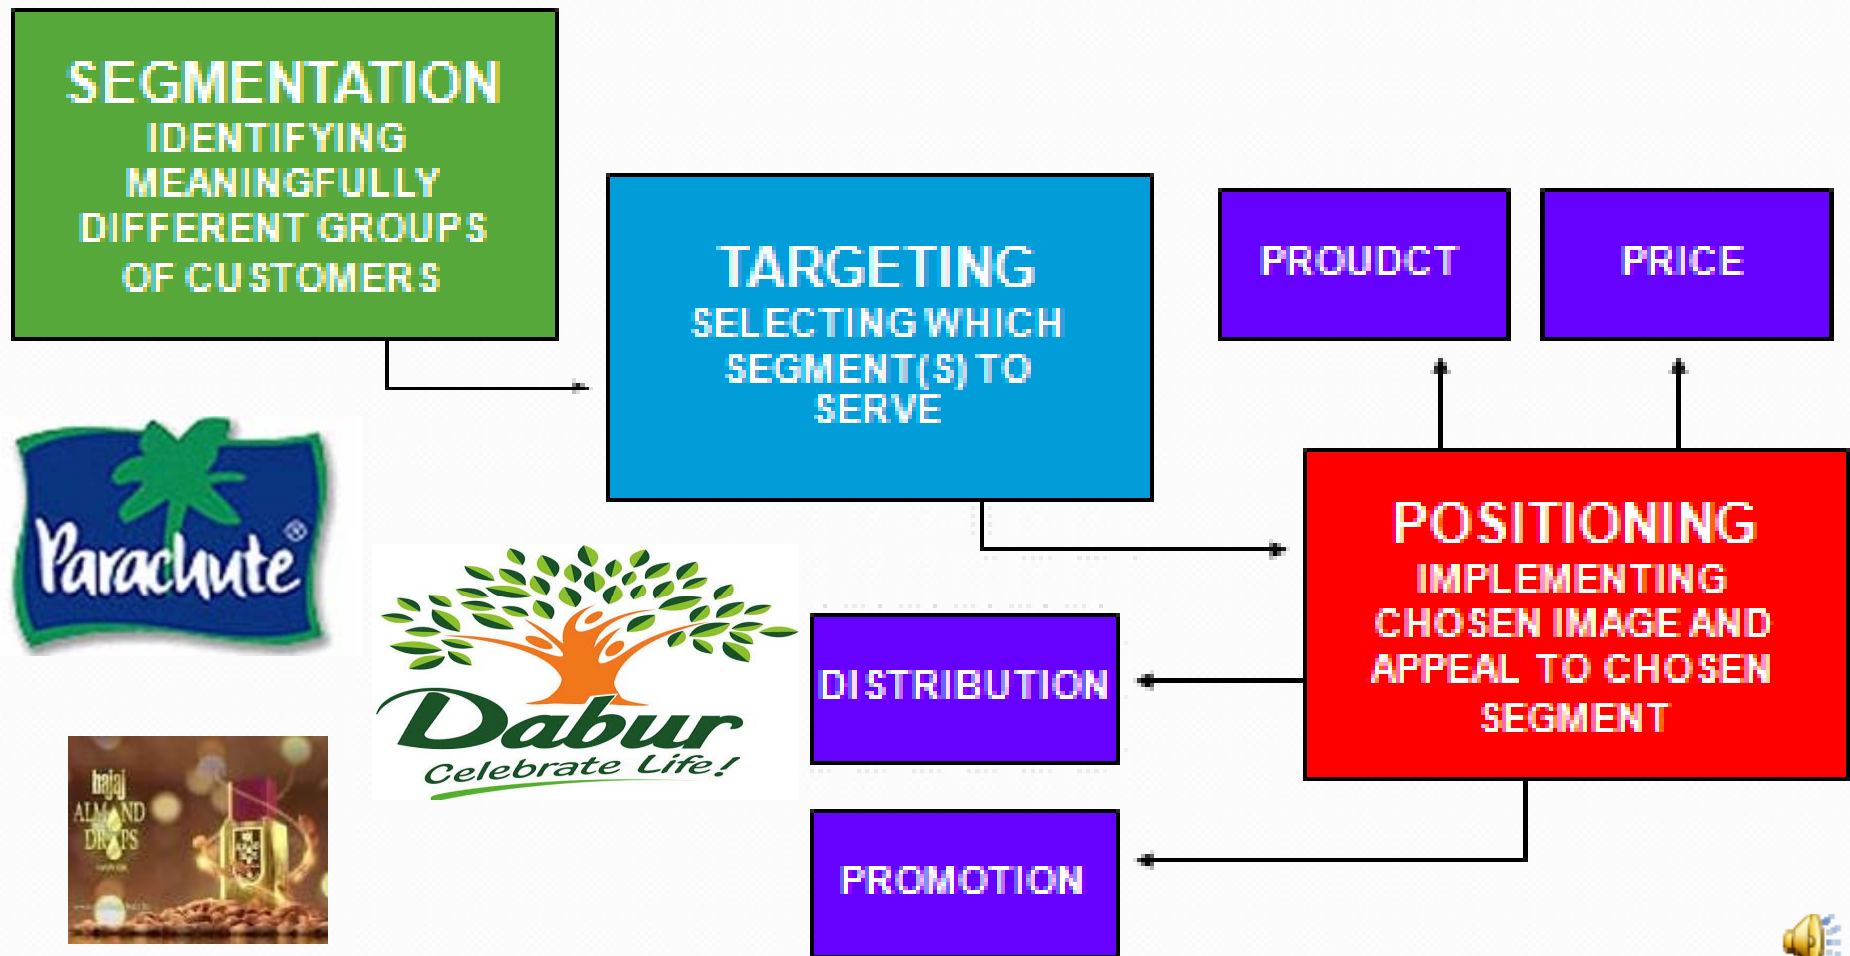 SEGMENTATION
IDENTIFYING
MEANINGFULLY
DIFFERENT GROUPS
OF CUSTOMERS
TARGETING
SELECTING WHICH
SEGMENT(S) TO
SERVE
PROUDCT
PRICE
POSITIONING
IMPLEMENTING
CHOSEN IMAGE AND
APPEAL TO CHOSEN
SEGMENT
DISTRIBUTION
PROMOTION
Parachute®
Dabur
Celebrate Life!
bajaj
ALMOND
DROPS